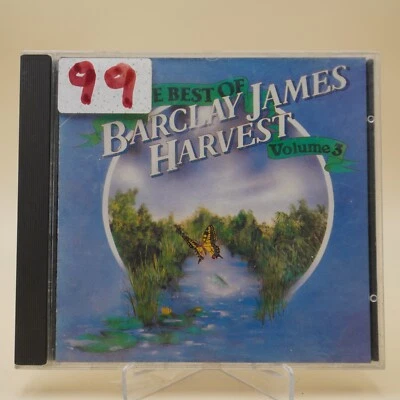 99
E BEST OF
BARCLAY JAMES
HARVEST
Volume 3